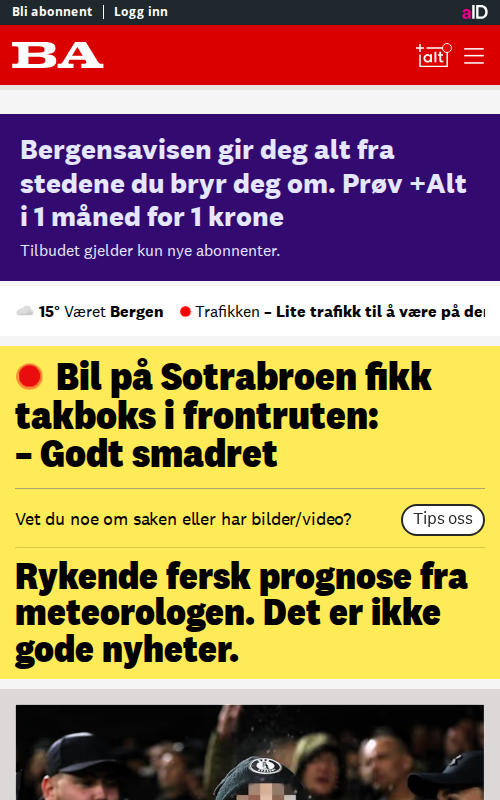 Bli abonnent
Logg inn
aID
BA
+alt
Bergensavisen gir deg alt fra
stedene du bryr deg om. Prøv +Alt
i 1 måned for 1 krone
Tilbudet gjelder kun nye abonnenter.
15° Været Bergen
Trafikken – Lite trafikk til å være på den
Bil på Sotrabroen fikk
takboks i frontruten:
– Godt smadret
Vet du noe om saken eller har bilder/video?
Tips oss
Rykende fersk prognose fra
meteorologen. Det er ikke
gode nyheter.